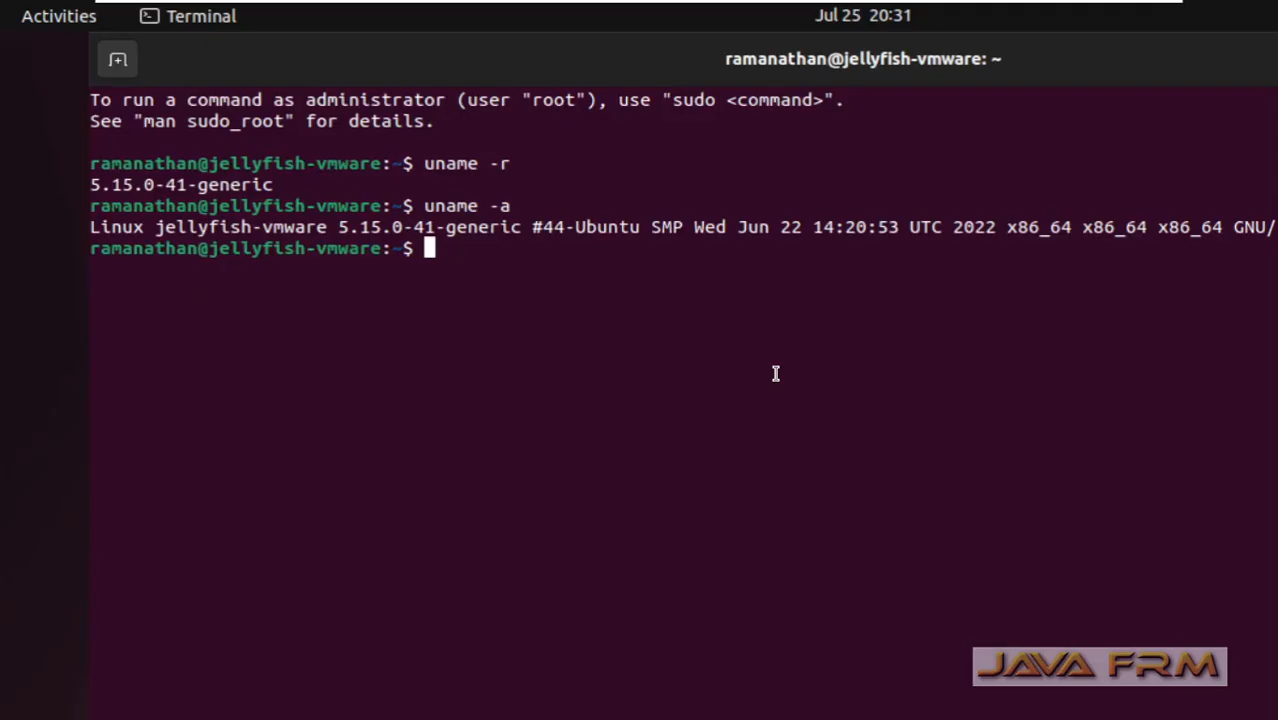 Activities Terminal Jul 25 20:31
ramanathan@jellyfish-vmware: ~
To run a command as administrator (user "root"), use "sudo <command>".
See "man sudo_root" for details.
ramanathan@jellyfish-vmware:~$ uname -r
5.15.0-41-generic
ramanathan@jellyfish-vmware:~$ uname -a
Linux jellyfish-vmware 5.15.0-41-generic #44-Ubuntu SMP Wed Jun 22 14:20:53 UTC 2022 x86_64 x86_64 x86_64 GNU/
ramanathan@jellyfish-vmware:~$
JAVA FRM